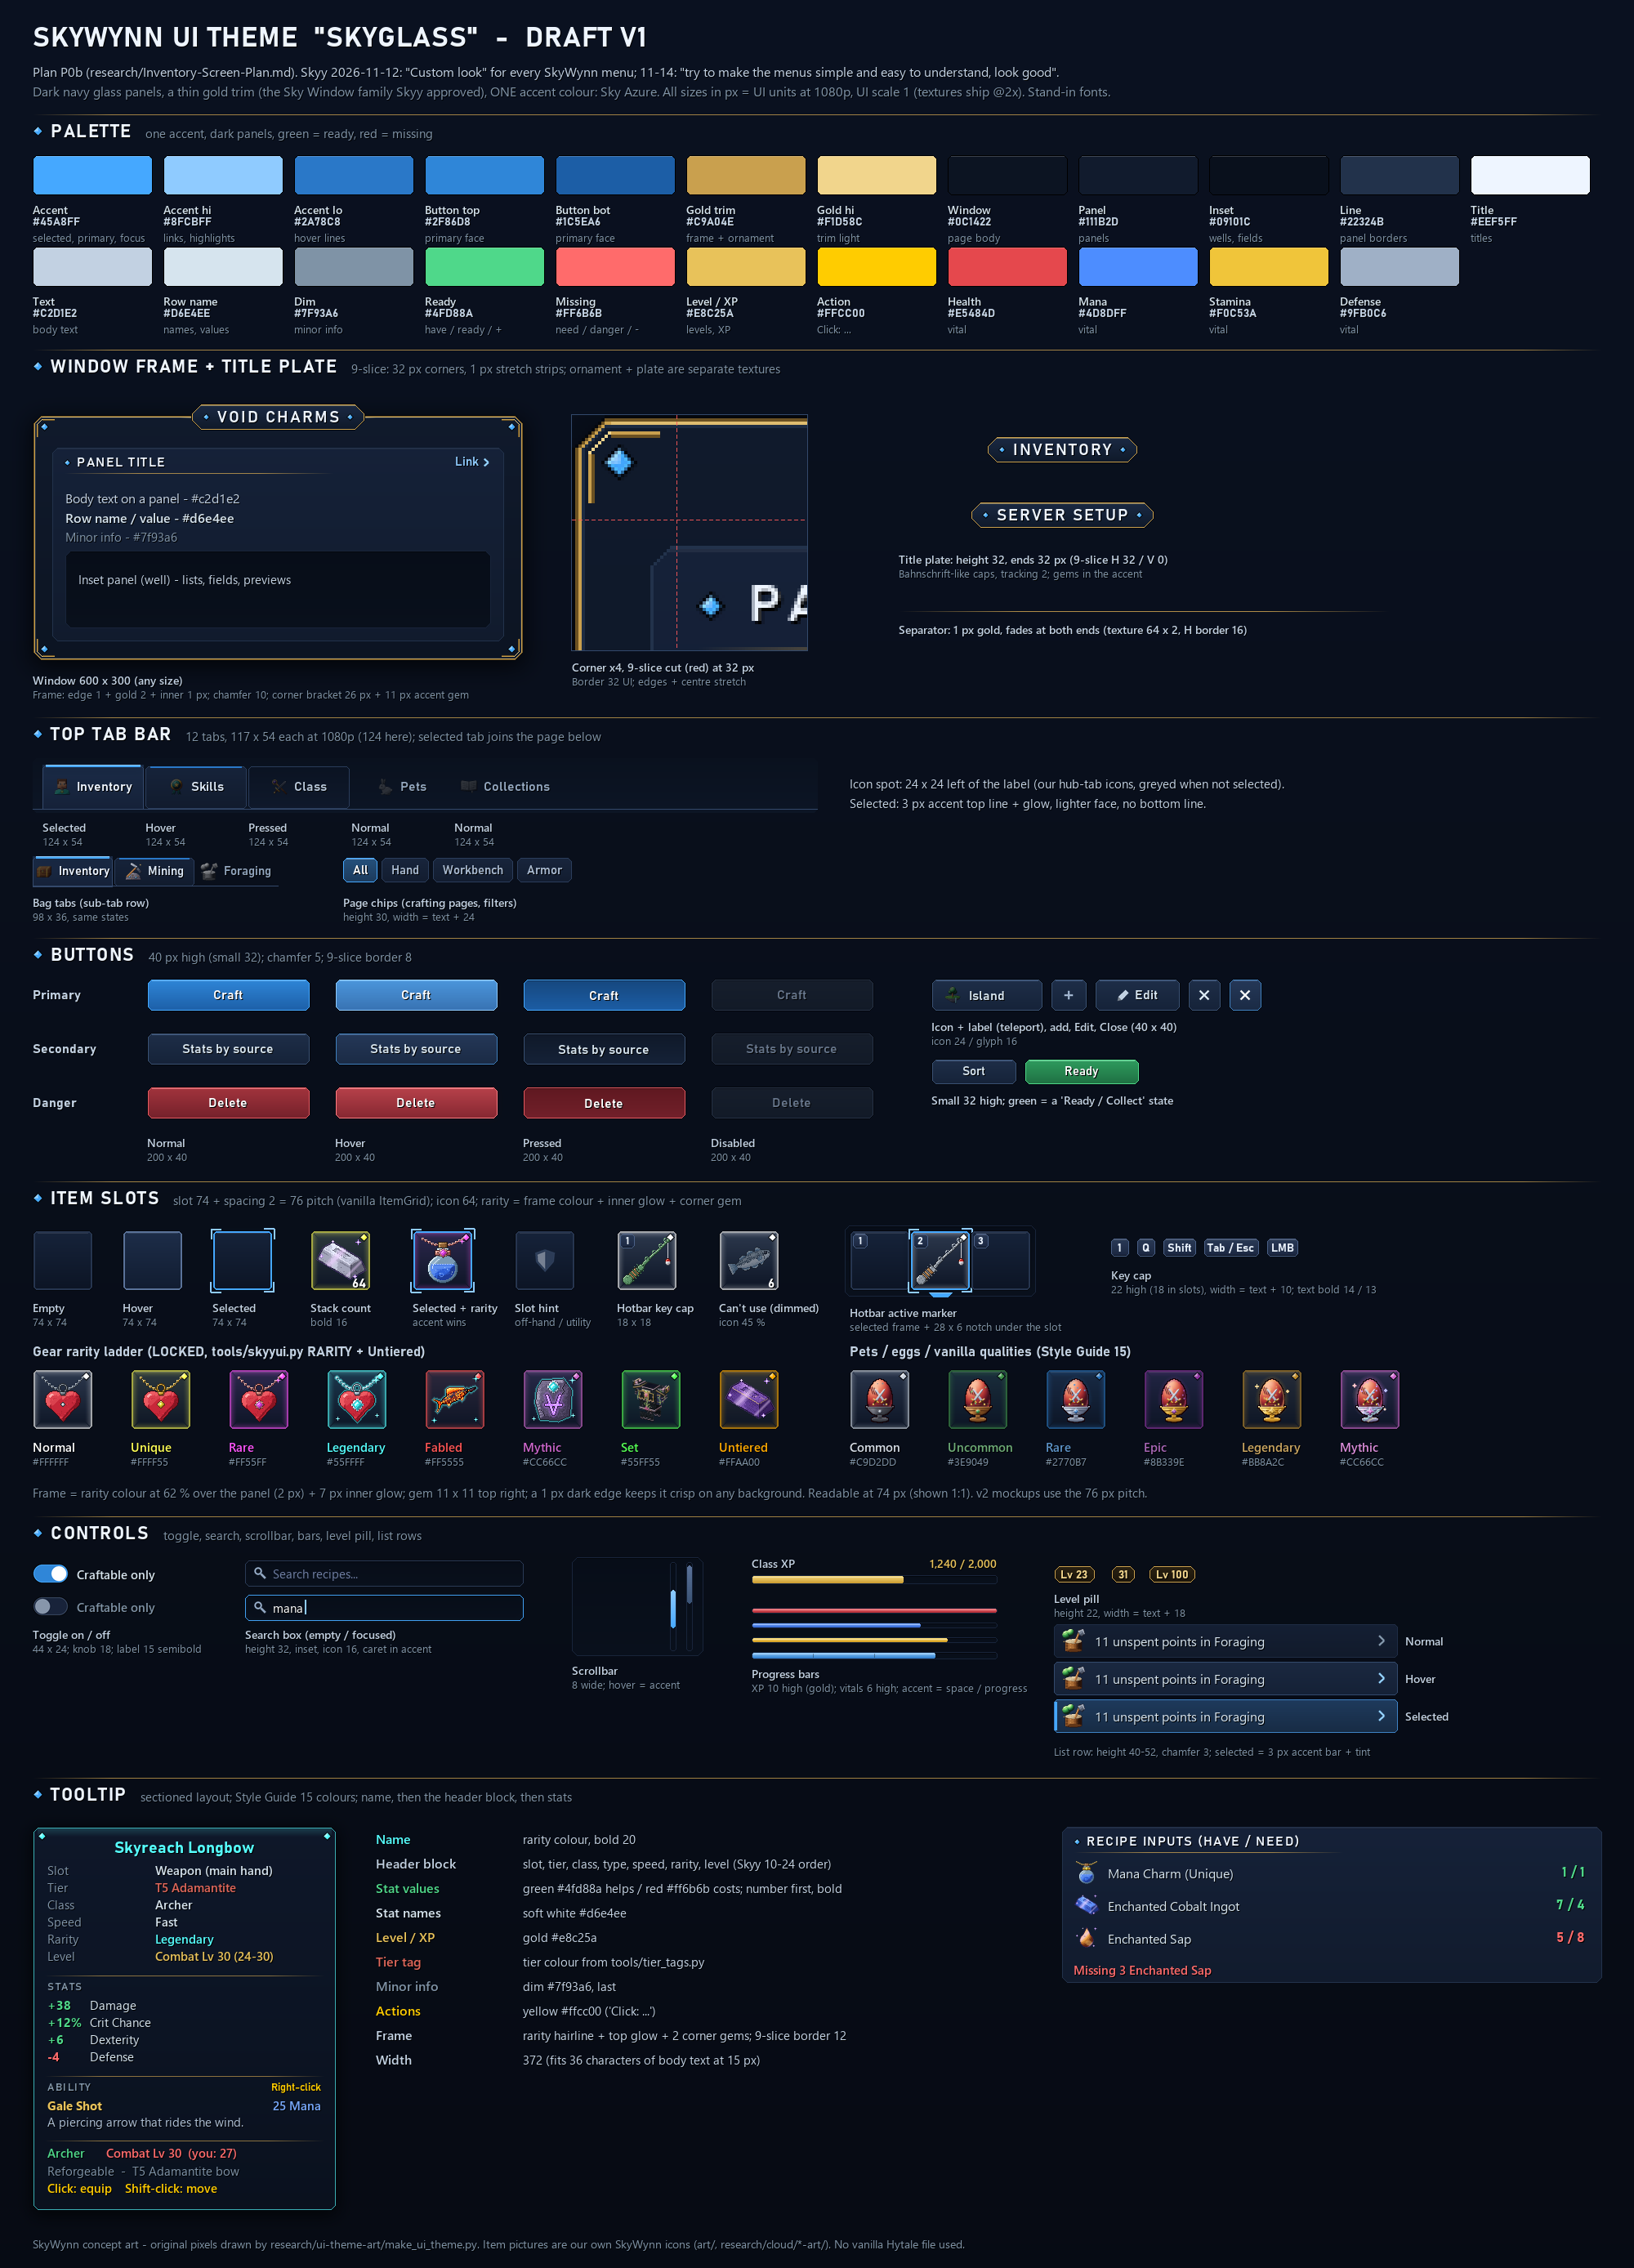 SKYWYNN UI THEME "SKYGLASS" - DRAFT V1
Plan P0b (research/Inventory-Screen-Plan.md). Skyy 2026-11-12: "Custom look" for every SkyWynn menu; 11-14: "try to make the menus simple and easy to understand, look good".
Dark navy glass panels, a thin gold trim (the Sky Window family Skyy approved), ONE accent colour: Sky Azure. All sizes in px = UI units at 1080p, UI scale 1 (textures ship @2x). Stand-in fonts.
PALETTE one accent, dark panels, green = ready, red = missing
Accent Accent hi Accent lo Button top Button bot Gold trim Gold hi Window Panel Inset Line Title
#45A8FF #8FCBFF #2A78C8 #2F86D8 #1C5EA6 #C9A04E #F1D58C #0C1422 #111B2D #09101C #22324B #EEF5FF
selected, primary, focus links, highlights hover lines primary face primary face frame + ornament trim light page body panels wells, fields panel borders titles
Text Row name Dim Ready Missing Level / XP Action Health Mana Stamina Defense
#C2D1E2 #D6E4EE #7F93A6 #4FD88A #FF6B6B #E8C25A #FFCC00 #E5484D #4D8DFF #F0C53A #9FB0C6
body text names, values minor info have / ready / + need / danger / - levels, XP Click: ... vital vital vital vital
WINDOW FRAME + TITLE PLATE 9-slice: 32 px corners, 1 px stretch strips; ornament + plate are separate textures
VOID CHARMS
PANEL TITLE Link
Body text on a panel - #c2d1e2
Row name / value - #d6e4ee
Minor info - #7f93a6
Inset panel (well) - lists, fields, previews
Window 600 x 300 (any size)
Frame: edge 1 + gold 2 + inner 1 px; chamfer 10; corner bracket 26 px + 11 px accent gem
PA
Corner x4, 9-slice cut (red) at 32 px
Border 32 UI; edges + centre stretch
INVENTORY
SERVER SETUP
Title plate: height 32, ends 32 px (9-slice H 32 / V 0)
Bahnschrift-like caps, tracking 2; gems in the accent
Separator: 1 px gold, fades at both ends (texture 64 x 2, H border 16)
TOP TAB BAR 12 tabs, 117 x 54 each at 1080p (124 here); selected tab joins the page below
Inventory Skills Class Pets Collections
Selected Hover Pressed Normal Normal
124 x 54 124 x 54 124 x 54 124 x 54 124 x 54
Icon spot: 24 x 24 left of the label (our hub-tab icons, greyed when not selected).
Selected: 3 px accent top line + glow, lighter face, no bottom line.
Inventory Mining Foraging
Bag tabs (sub-tab row)
98 x 36, same states
All Hand Workbench Armor
Page chips (crafting pages, filters)
height 30, width = text + 24
BUTTONS 40 px high (small 32); chamfer 5; 9-slice border 8
Primary Craft Craft Craft Craft
Secondary Stats by source Stats by source Stats by source Stats by source
Danger Delete Delete Delete Delete
Normal Hover Pressed Disabled
200 x 40 200 x 40 200 x 40 200 x 40
Island + Edit
Icon + label (teleport), add, Edit, Close (40 x 40)
icon 24 / glyph 16
Sort Ready
Small 32 high; green = a 'Ready / Collect' state
ITEM SLOTS slot 74 + spacing 2 = 76 pitch (vanilla ItemGrid); icon 64; rarity = frame colour + inner glow + corner gem
64 1 6 1 2 3
Empty Hover Selected Stack count Selected + rarity Slot hint Hotbar key cap Can't use (dimmed)
74 x 74 74 x 74 74 x 74 bold 16 accent wins off-hand / utility 18 x 18 icon 45 %
Hotbar active marker
selected frame + 28 x 6 notch under the slot
1 Q Shift Tab / Esc LMB
Key cap
22 high (18 in slots), width = text + 10; text bold 14 / 13
Gear rarity ladder (LOCKED, tools/skyyui.py RARITY + Untiered)
Normal Unique Rare Legendary Fabled Mythic Set Untiered
#FFFFFF #FFFF55 #FF55FF #55FFFF #FF5555 #CC66CC #55FF55 #FFAA00
Pets / eggs / vanilla qualities (Style Guide 15)
Common Uncommon Rare Epic Legendary Mythic
#C9D2DD #3E9049 #2770B7 #8B339E #BB8A2C #CC66CC
Frame = rarity colour at 62 % over the panel (2 px) + 7 px inner glow; gem 11 x 11 top right; a 1 px dark edge keeps it crisp on any background. Readable at 74 px (shown 1:1). v2 mockups use the 76 px pitch.
CONTROLS toggle, search, scrollbar, bars, level pill, list rows
Craftable only
Craftable only
Toggle on / off
44 x 24; knob 18; label 15 semibold
Search recipes...
mana
Search box (empty / focused)
height 32, inset, icon 16, caret in accent
Scrollbar
8 wide; hover = accent
Class XP 1,240 / 2,000
Progress bars
XP 10 high (gold); vitals 6 high; accent = space / progress
Lv 23 31 Lv 100
Level pill
height 22, width = text + 18
11 unspent points in Foraging Normal
11 unspent points in Foraging Hover
11 unspent points in Foraging Selected
List row: height 40-52, chamfer 3; selected = 3 px accent bar + tint
TOOLTIP sectioned layout; Style Guide 15 colours; name, then the header block, then stats
Skyreach Longbow
Slot Weapon (main hand)
Tier T5 Adamantite
Class Archer
Speed Fast
Rarity Legendary
Level Combat Lv 30 (24-30)
STATS
+38 Damage
+12% Crit Chance
+6 Dexterity
-4 Defense
ABILITY Right-click
Gale Shot 25 Mana
A piercing arrow that rides the wind.
Archer Combat Lv 30 (you: 27)
Reforgeable - T5 Adamantite bow
Click: equip Shift-click: move
Name rarity colour, bold 20
Header block slot, tier, class, type, speed, rarity, level (Skyy 10-24 order)
Stat values green #4fd88a helps / red #ff6b6b costs; number first, bold
Stat names soft white #d6e4ee
Level / XP gold #e8c25a
Tier tag tier colour from tools/tier_tags.py
Minor info dim #7f93a6, last
Actions yellow #ffcc00 ('Click: ...')
Frame rarity hairline + top glow + 2 corner gems; 9-slice border 12
Width 372 (fits 36 characters of body text at 15 px)
RECIPE INPUTS (HAVE / NEED)
Mana Charm (Unique) 1 / 1
Enchanted Cobalt Ingot 7 / 4
Enchanted Sap 5 / 8
Missing 3 Enchanted Sap
SkyWynn concept art - original pixels drawn by research/ui-theme-art/make_ui_theme.py. Item pictures are our own SkyWynn icons (art/, research/cloud/*-art/). No vanilla Hytale file used.